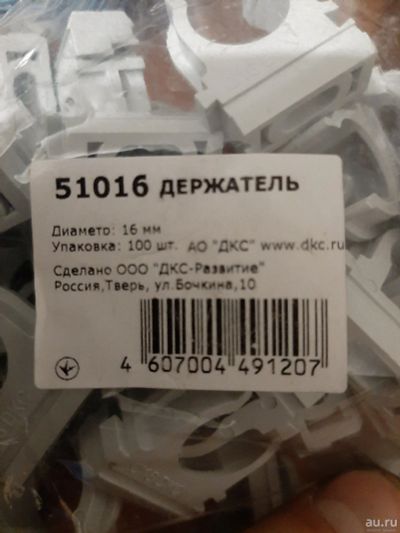 51016 ДЕРЖАТЕЛЬ
Диаметр: 16 мм
Упаковка: 100 шт. АО "ДКС" www.dkc.ru
Сделано ООО "ДКС-Развитие"
Россия,Тверь, ул.Бочкина,10
4 607004 491207
DKC
au.ru